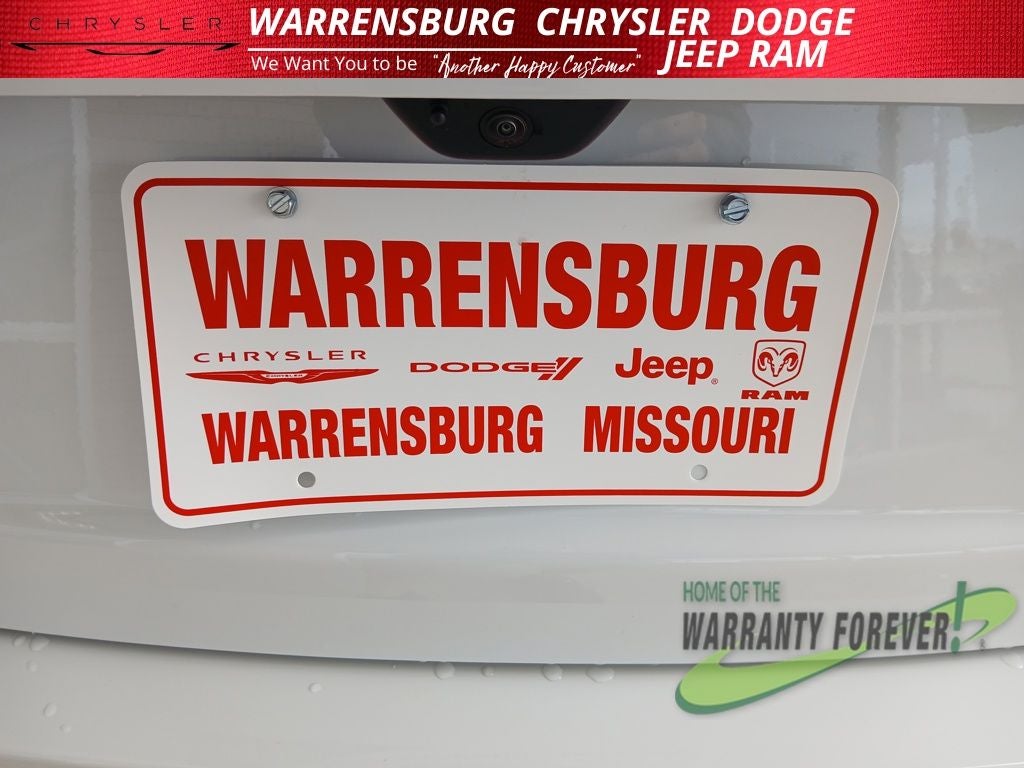 CHRYSLER
WARRENSBURG CHRYSLER DODGE
JEEP RAM
We Want You to be "Another Happy Customer"
WARRENSBURG
CHRYSLER DODGE Jeep® RAM
WARRENSBURG MISSOURI
HOME OF THE
WARRANTY FOREVER!®